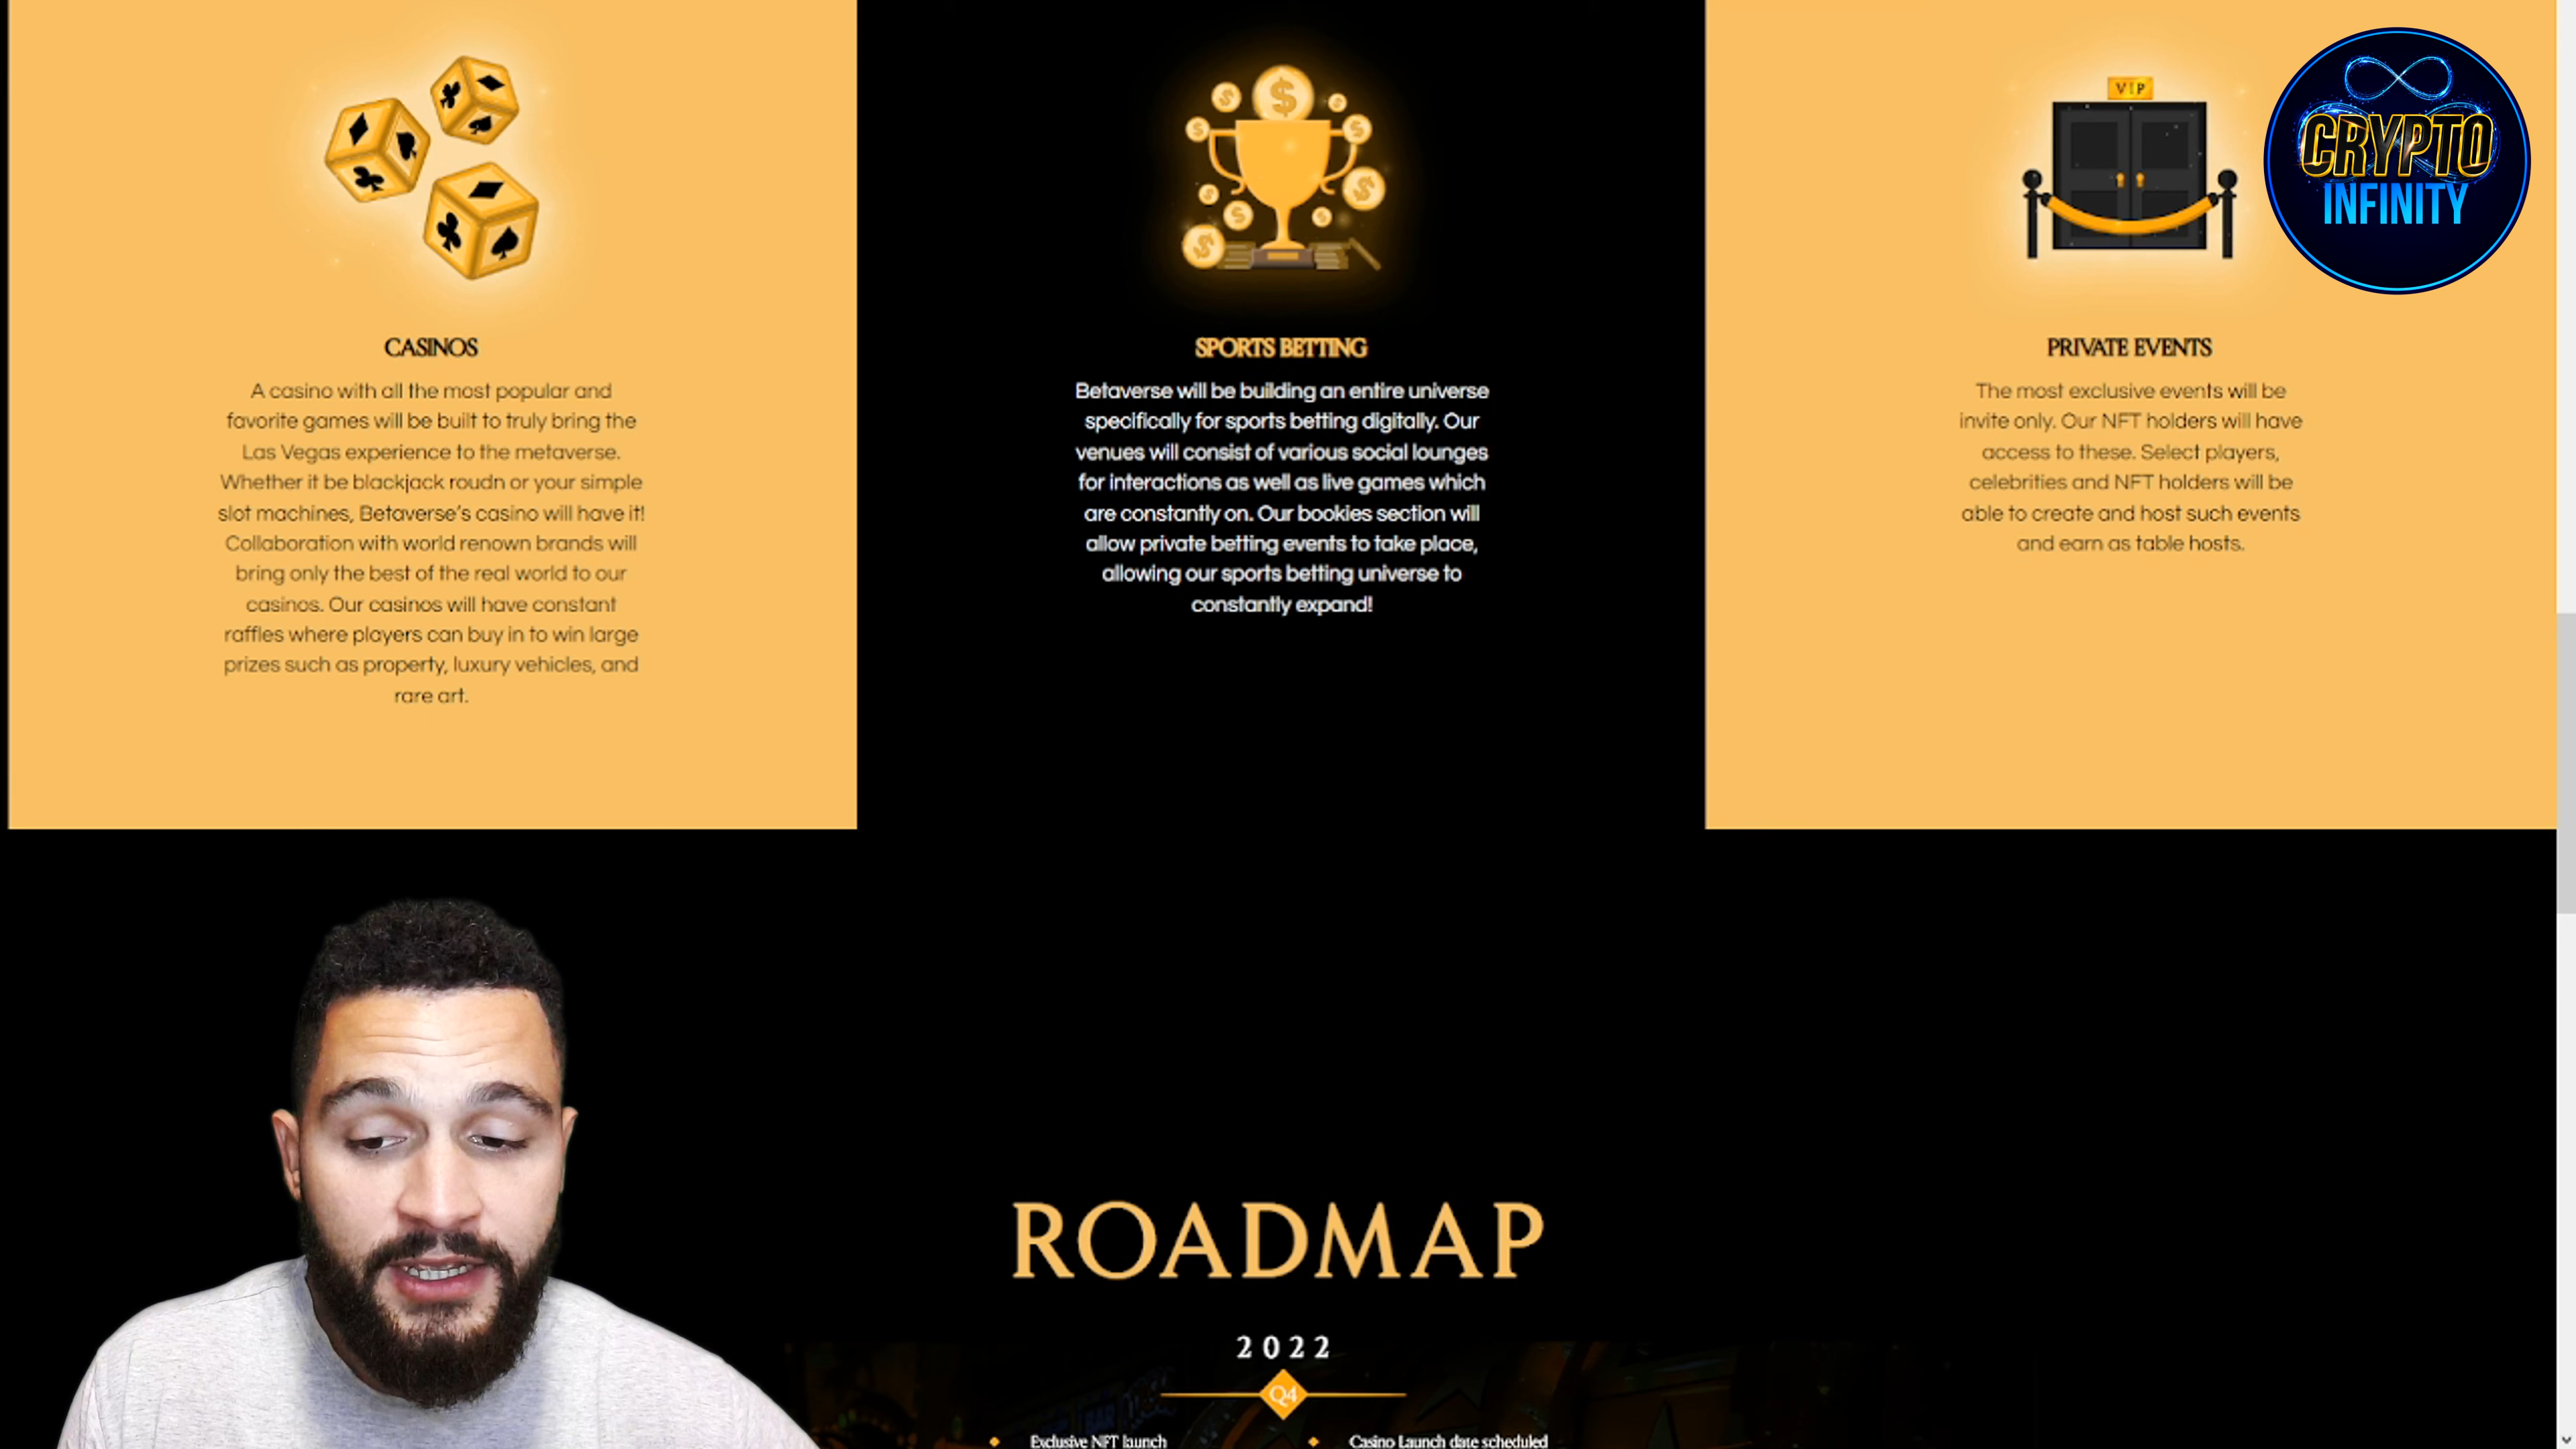 VIP
CRYPTO
INFINITY
CASINOS
A casino with all the most popular and
favorite games will be built to truly bring the
Las Vegas experience to the metaverse.
Whether it be blackjack roudn or your simple
slot machines, Betaverse's casino will have it!
Collaboration with world renown brands will
bring only the best of the real world to our
casinos. Our casinos will have constant
raffles where players can buy in to win large
prizes such as property, luxury vehicles, and
rare art.
SPORTS BETTING
Betaverse will be building an entire universe
specifically for sports betting digitally. Our
venues will consist of various social lounges
for interactions as well as live games which
are constantly on. Our bookies section will
allow private betting events to take place,
allowing our sports betting universe to
constantly expand!
PRIVATE EVENTS
The most exclusive events will be
invite only. Our NFT holders will have
access to these. Select players,
celebrities and NFT holders will be
able to create and host such events
and earn as table hosts.
ROADMAP
2022
Q4
Exclusive NFT launch
Casino Launch date scheduled